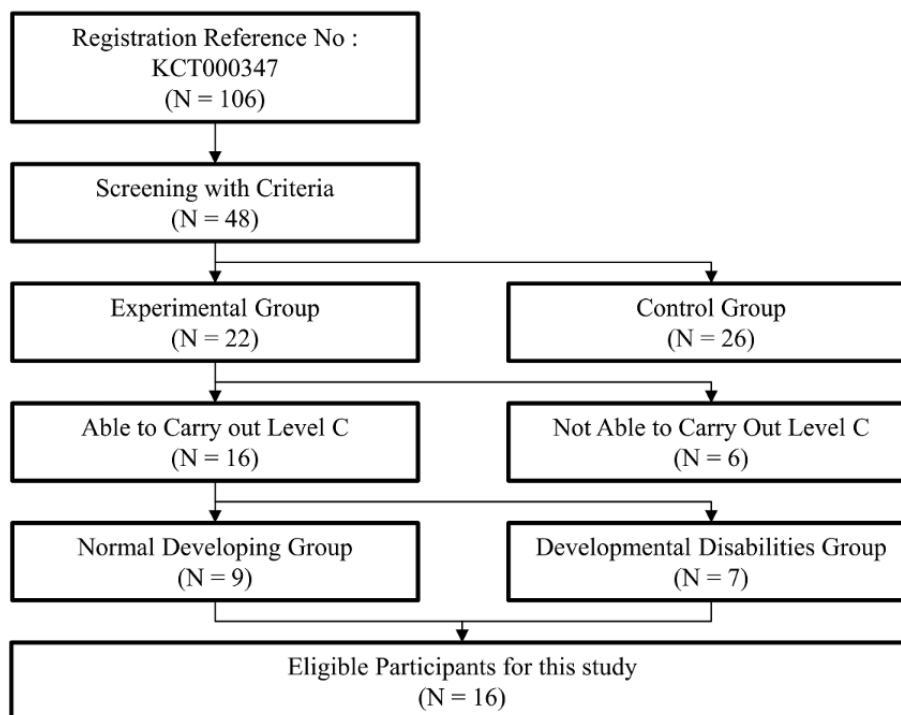 Registration Reference No :
KCT000347
(N = 106)
Screening with Criteria
(N = 48)
Experimental Group
(N = 22)
Control Group
(N = 26)
Able to Carry out Level C
(N = 16)
Not Able to Carry Out Level C
(N = 6)
Normal Developing Group
(N = 9)
Developmental Disabilities Group
(N = 7)
Eligible Participants for this study
(N = 16)